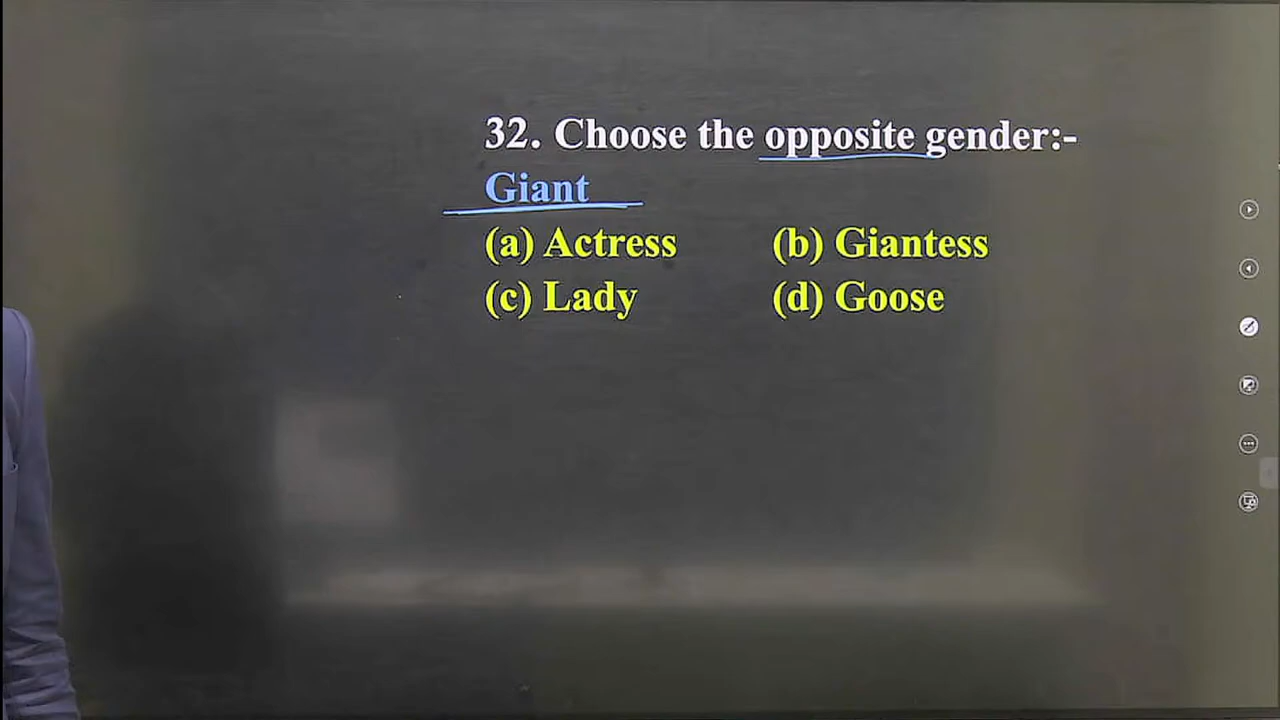 32. Choose the opposite gender:-
Giant
(a) Actress (b) Giantess
(c) Lady (d) Goose